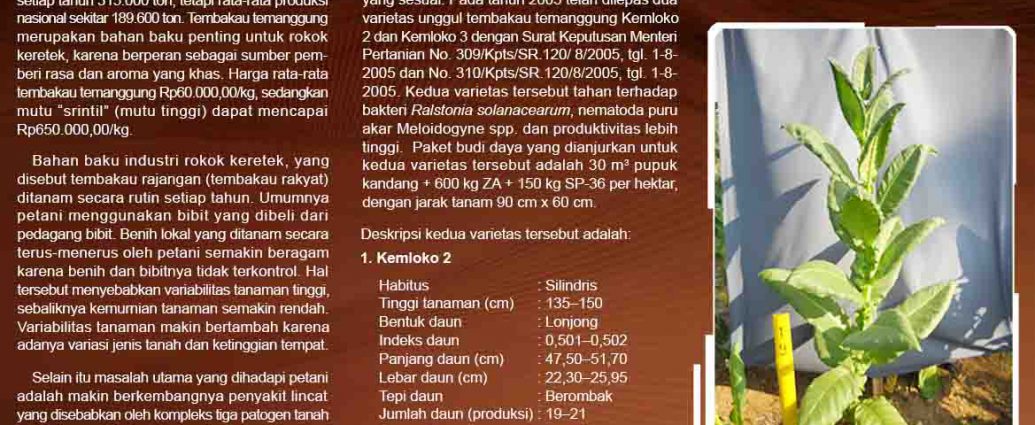 setiap tahun 315.000 ton, tetapi rata-rata produksi
nasional sekitar 189.600 ton. Tembakau temanggung
merupakan bahan baku penting untuk rokok
keretek, karena berperan sebagai sumber pem-
beri rasa dan aroma yang khas. Harga rata-rata
tembakau temanggung Rp60.000,00/kg, sedangkan
mutu “srintil” (mutu tinggi) dapat mencapai
Rp650.000,00/kg.
Bahan baku industri rokok keretek, yang
disebut tembakau rajangan (tembakau rakyat)
ditanam secara rutin setiap tahun. Umumnya
petani menggunakan bibit yang dibeli dari
pedagang bibit. Benih lokal yang ditanam secara
terus-menerus oleh petani semakin beragam
karena benih dan bibitnya tidak terkontrol. Hal
tersebut menyebabkan variabilitas tanaman tinggi,
sebaliknya kemurnian tanaman semakin rendah.
Variabilitas tanaman makin bertambah karena
adanya variasi jenis tanah dan ketinggian tempat.
Selain itu masalah utama yang dihadapi petani
adalah makin berkembangnya penyakit lincat
yang disebabkan oleh kompleks tiga patogen tanah
yang sesuai. Pada tahun 2005 telah dilepas dua
varietas unggul tembakau temanggung Kemloko
2 dan Kemloko 3 dengan Surat Keputusan Menteri
Pertanian No. 309/Kpts/SR.120/ 8/2005, tgl. 1-8-
2005 dan No. 310/Kpts/SR.120/8/2005, tgl. 1-8-
2005. Kedua varietas tersebut tahan terhadap
bakteri Ralstonia solanacearum, nematoda puru
akar Meloidogyne spp. dan produktivitas lebih
tinggi. Paket budi daya yang dianjurkan untuk
kedua varietas tersebut adalah 30 m³ pupuk
kandang + 600 kg ZA + 150 kg SP-36 per hektar,
dengan jarak tanam 90 cm x 60 cm.
Deskripsi kedua varietas tersebut adalah:
1. Kemloko 2
Habitus : Silindris
Tinggi tanaman (cm) : 135–150
Bentuk daun : Lonjong
Indeks daun : 0,501–0,502
Panjang daun (cm) : 47,50–51,70
Lebar daun (cm) : 22,30–25,95
Tepi daun : Berombak
Jumlah daun (produksi) : 19–21